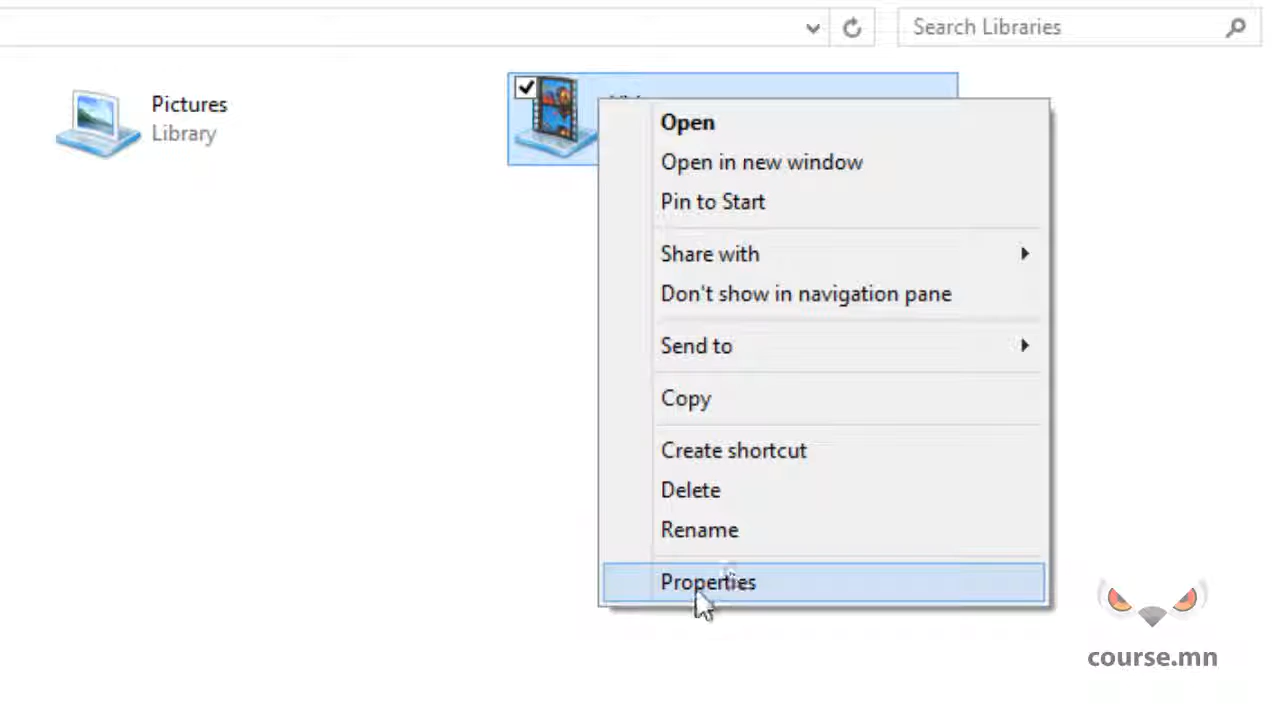 Search Libraries
Pictures
Library
Open
Open in new window
Pin to Start
Share with
Don't show in navigation pane
Send to
Copy
Create shortcut
Delete
Rename
Properties
course.mn